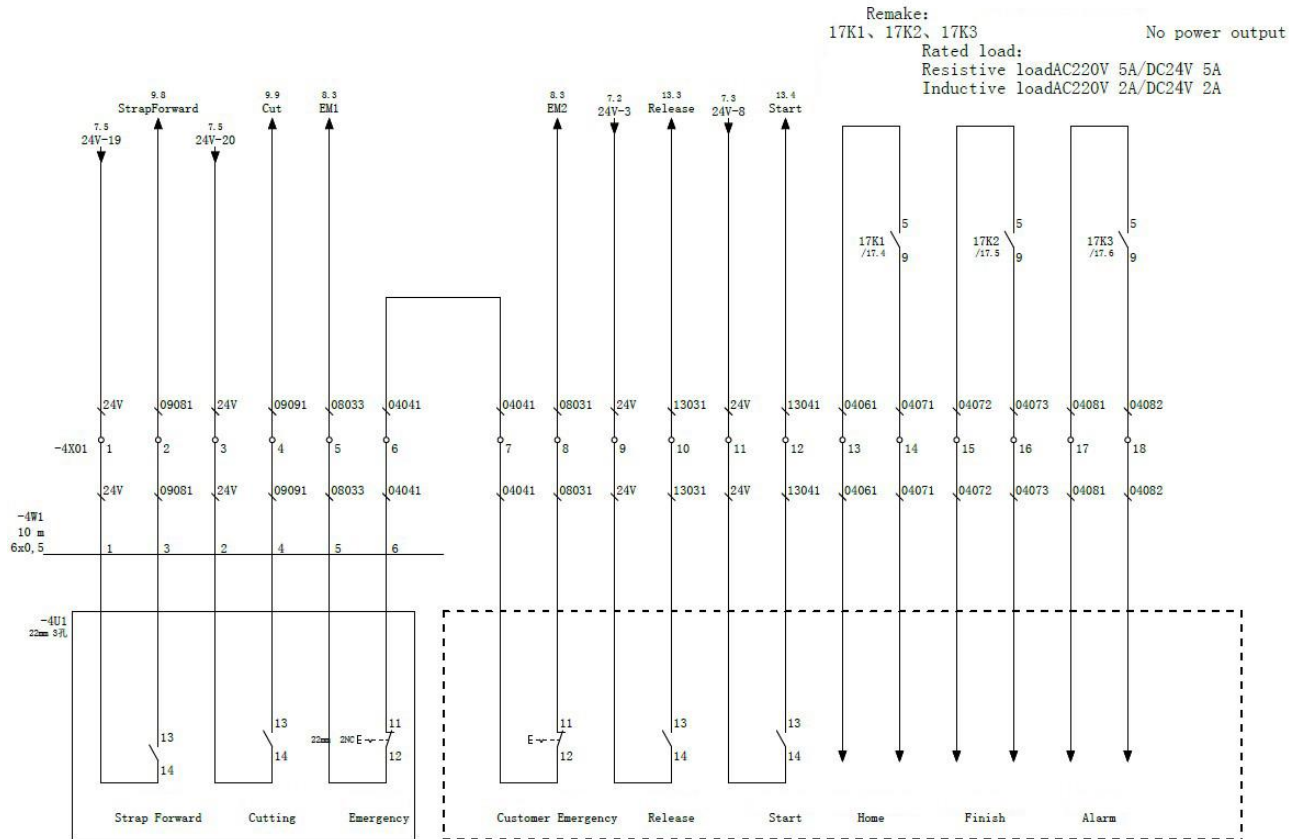 Remake:
17K1、17K2、17K3 No power output
Rated load:
Resistive loadAC220V 5A/DC24V 5A
Inductive loadAC220V 2A/DC24V 2A
9.8 9.9 8.3 8.3 7.2 13.3 7.3 13.4
StrapForward Cut EM1 EM2 24V-3 Release 24V-8 Start
7.5 7.5
24V-19 24V-20
5 5 5
17K1 17K2 17K3
/17.4 /17.5 /17.6
9 9 9
24V 09081 24V 09091 08033 04041 04041 08031 24V 13031 24V 13041 04061 04071 04072 04073 04081 04082
-4X01 1 2 3 4 5 6 7 8 9 10 11 12 13 14 15 16 17 18
24V 09081 24V 09091 08033 04041 04041 08031 24V 13031 24V 13041 04061 04071 04072 04073 04081 04082
-4W1
10 m
6x0,5 1 3 2 4 5 6
-4U1
22mm 3孔
13 13 11 11 13 13
22mm 2NC E E
14 14 12 12 14 14
Strap Forward Cutting Emergency Customer Emergency Release Start Home Finish Alarm